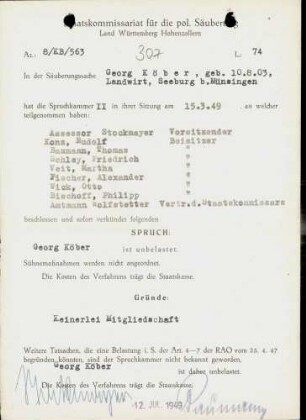 Staatskommissariat für die pol. Säuberung
Land Württemberg Hohenzollern
Az.: 8/KB/563
307
L 74
In der Säuberungssache Georg Köber, geb. 10.8.03,
Landwirt, Seeburg b.Münsingen
hat die Spruchkammer II in ihrer Sitzung am 15.3.49 , an welcher
teilgenommen haben:
Assessor Stockmayer Vorsitzender
Konz, Rudolf Beisitzer
Baumann, Thomas "
Schlay, Friedrich "
Veit, Martha "
Fischer, Alexander "
Wick, Otto "
Bischoff, Philipp "
Amtmann Wolfstetter Vertr.d.Staatskommissars
beschlossen und sofort verkündet folgenden
SPRUCH:
Georg Köber
ist unbelastet.
Sühnemaßnahmen werden nicht angeordnet.
Die Kosten des Verfahrens trägt die Staatskasse.
Gründe:
Keinerlei Mitgliedschaft
Weitere Tatsachen, die eine Belastung i. S. der Art. 4—7 der RAO vom 25. 4. 47
begründen könnten, sind der Spruchkammer nicht bekannt geworden,
Georg Köber
ist daher unbelastet.
Die Kosten des Verfahrens trägt die Staatskasse.